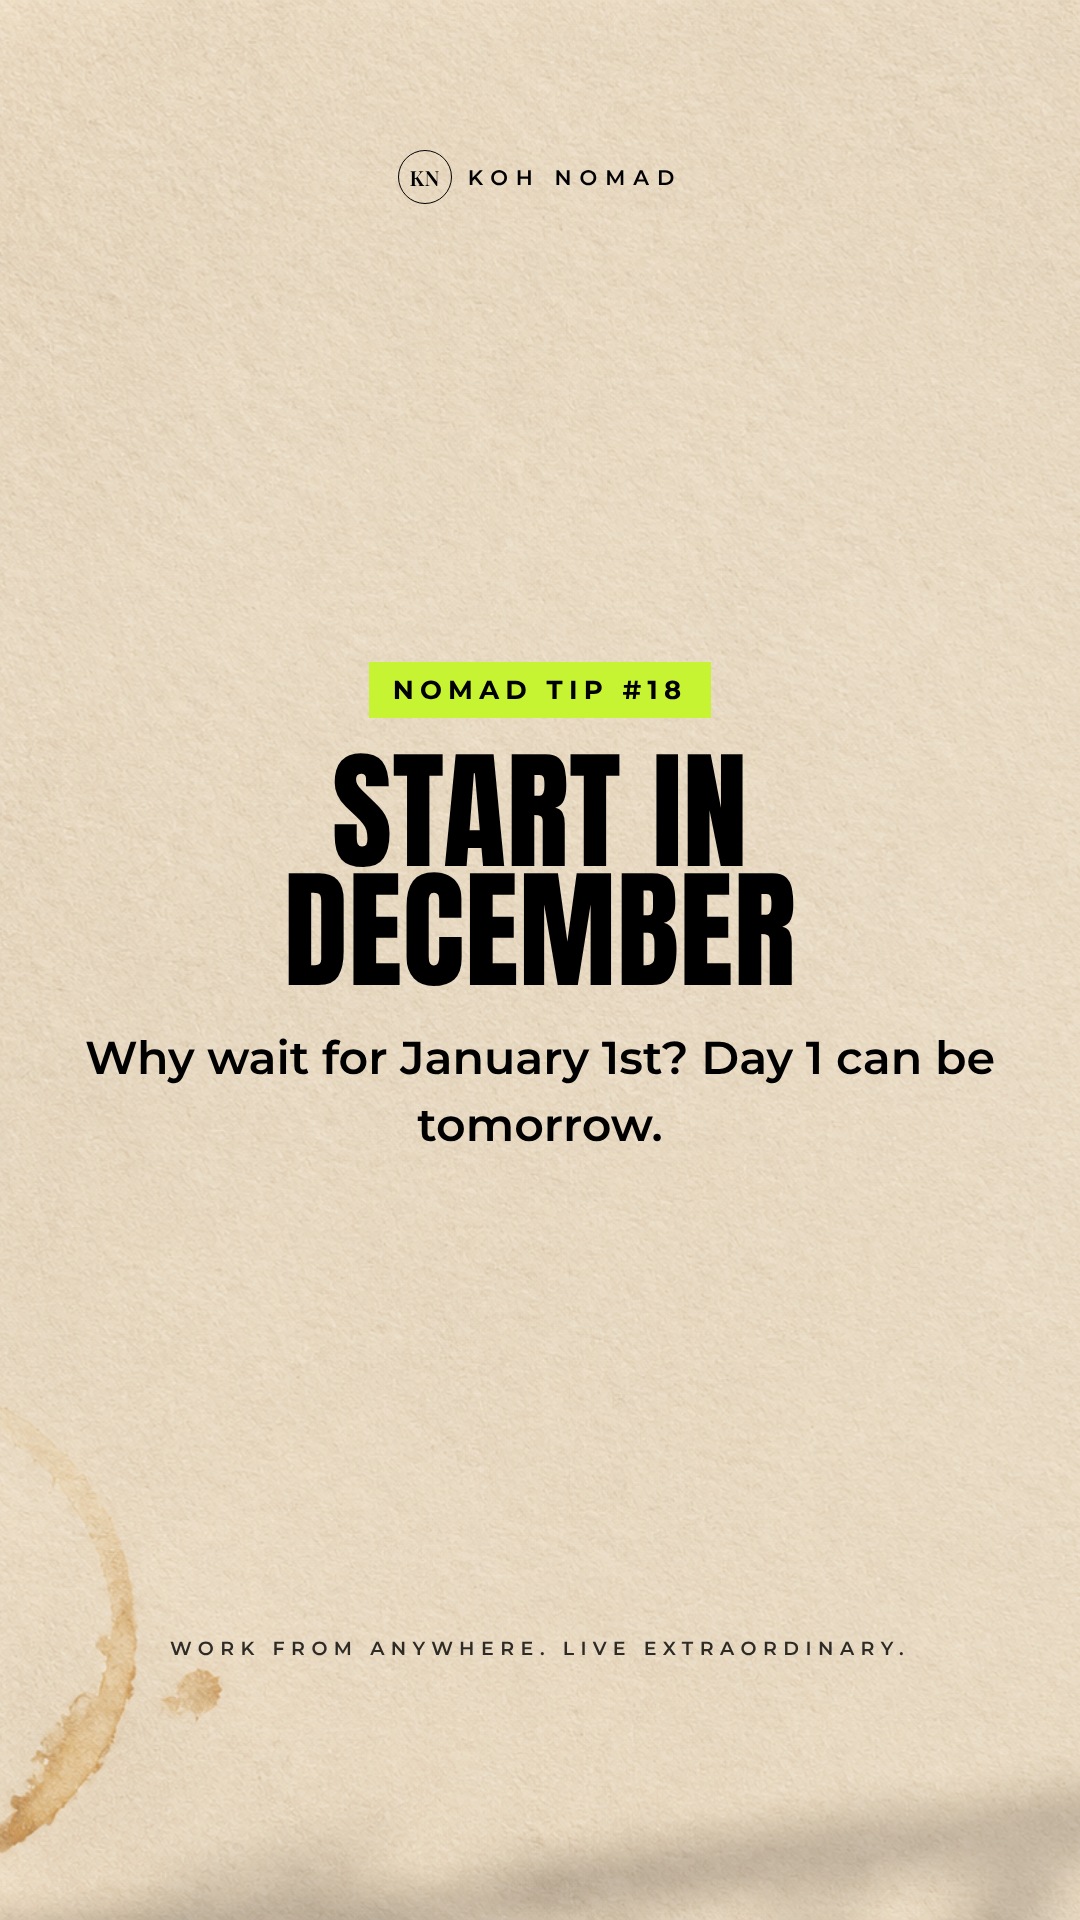 KN KOH NOMAD
NOMAD TIP #18
START IN
DECEMBER
Why wait for January 1st? Day 1 can be
tomorrow.
WORK FROM ANYWHERE. LIVE EXTRAORDINARY.